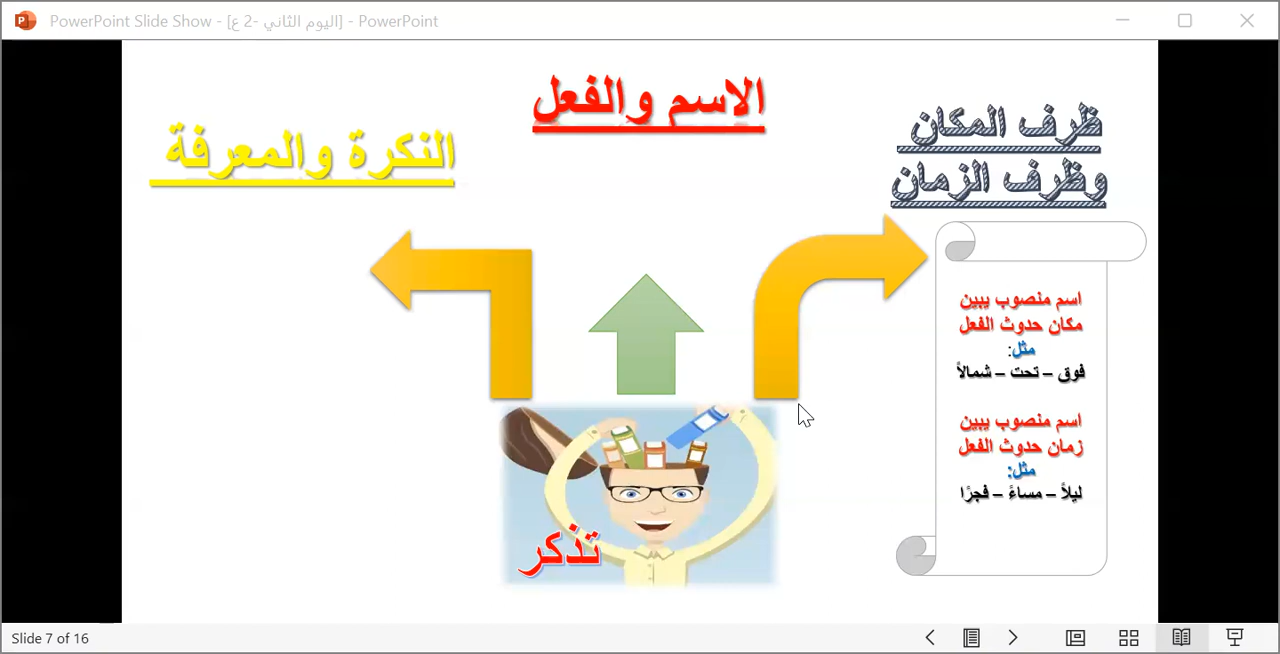 PowerPoint Slide Show - [اليوم الثاني -2 ع] - PowerPoint
الاسم والفعل
ظرف المكان
وظرف الزمان
النكرة والمعرفة
اسم منصوب يبين
مكان حدوث الفعل
مثل:
فوق – تحت – شمالاً
اسم منصوب يبين
زمان حدوث الفعل
مثل:
ليلاً – مساءً – فجرًا
تذكر
Slide 7 of 16